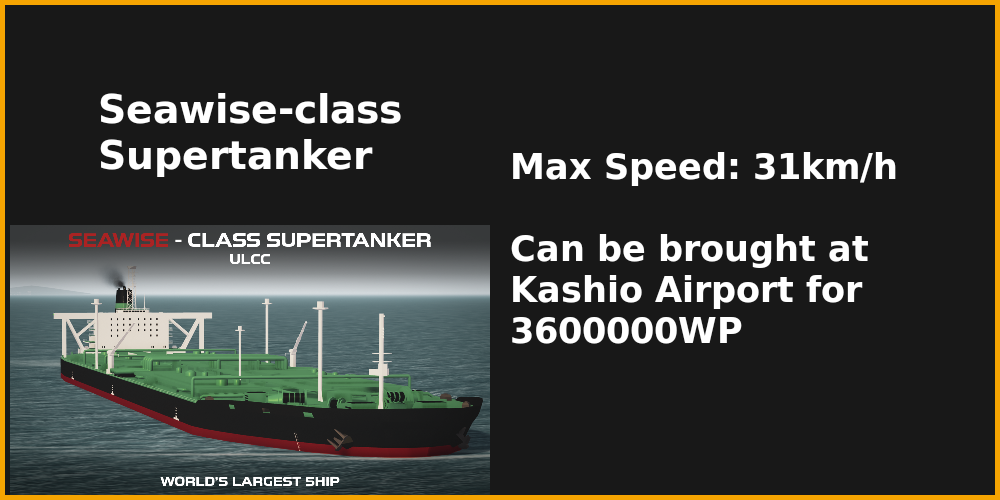 Seawise-class
Supertanker
SEAWISE - CLASS SUPERTANKER
ULCC
WORLD'S LARGEST SHIP
Max Speed: 31km/h
Can be brought at
Kashio Airport for
3600000WP